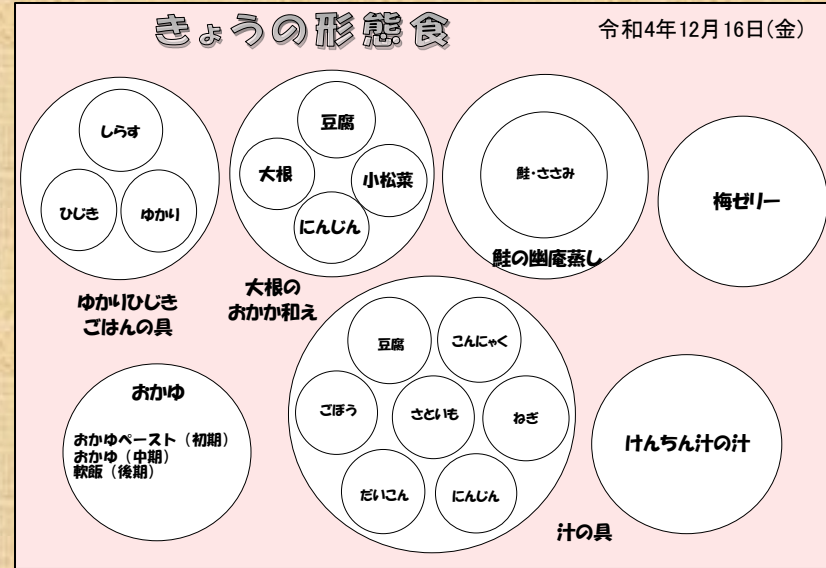 きょうの形態食
令和4年12月16日(金)
しらす
ひじき
ゆかり
ゆかりひじき
ごはんの具
豆腐
大根
小松菜
にんじん
大根の
おかか和え
鮭・ささみ
鮭の幽庵蒸し
梅ゼリー
おかゆ
おかゆペースト（初期）
おかゆ（中期）
軟飯（後期）
豆腐
こんにゃく
ごぼう
さといも
ねぎ
だいこん
にんじん
汁の具
けんちん汁の汁